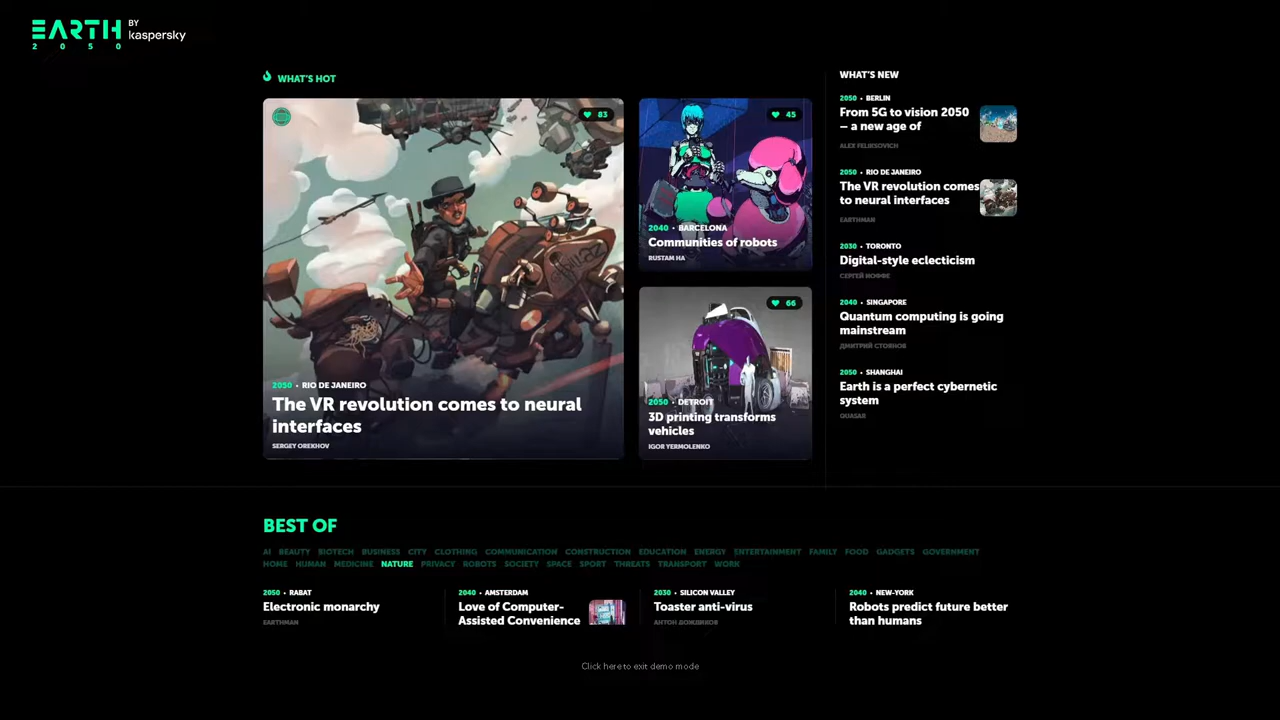 EARTH BY
kaspersky
2 0 5 0
WHAT'S HOT
83
2050 • RIO DE JANEIRO
The VR revolution comes to neural
interfaces
SERGEY OREKHOV
45
2040 • BARCELONA
Communities of robots
RUSTAM HA
66
2050 • DETROIT
3D printing transforms
vehicles
IGOR YERMOLENKO
WHAT'S NEW
2050 • BERLIN
From 5G to vision 2050
– a new age of
ALEX FELIKSOVICH
2050 • RIO DE JANEIRO
The VR revolution comes
to neural interfaces
EARTHMAN
2030 • TORONTO
Digital-style eclecticism
СЕРГЕЙ ИОФФЕ
2040 • SINGAPORE
Quantum computing is going
mainstream
ДМИТРИЙ СТОЯНОВ
2050 • SHANGHAI
Earth is a perfect cybernetic
system
QUASAR
BEST OF
AI BEAUTY BIOTECH BUSINESS CITY CLOTHING COMMUNICATION CONSTRUCTION EDUCATION ENERGY ENTERTAINMENT FAMILY FOOD GADGETS GOVERNMENT
HOME HUMAN MEDICINE NATURE PRIVACY ROBOTS SOCIETY SPACE SPORT THREATS TRANSPORT WORK
2050 • RABAT
Electronic monarchy
EARTHMAN
2040 • AMSTERDAM
Love of Computer-
Assisted Convenience
2030 • SILICON VALLEY
Toaster anti-virus
АНТОН ДОЖДИКОВ
2040 • NEW-YORK
Robots predict future better
than humans
Click here to exit demo mode